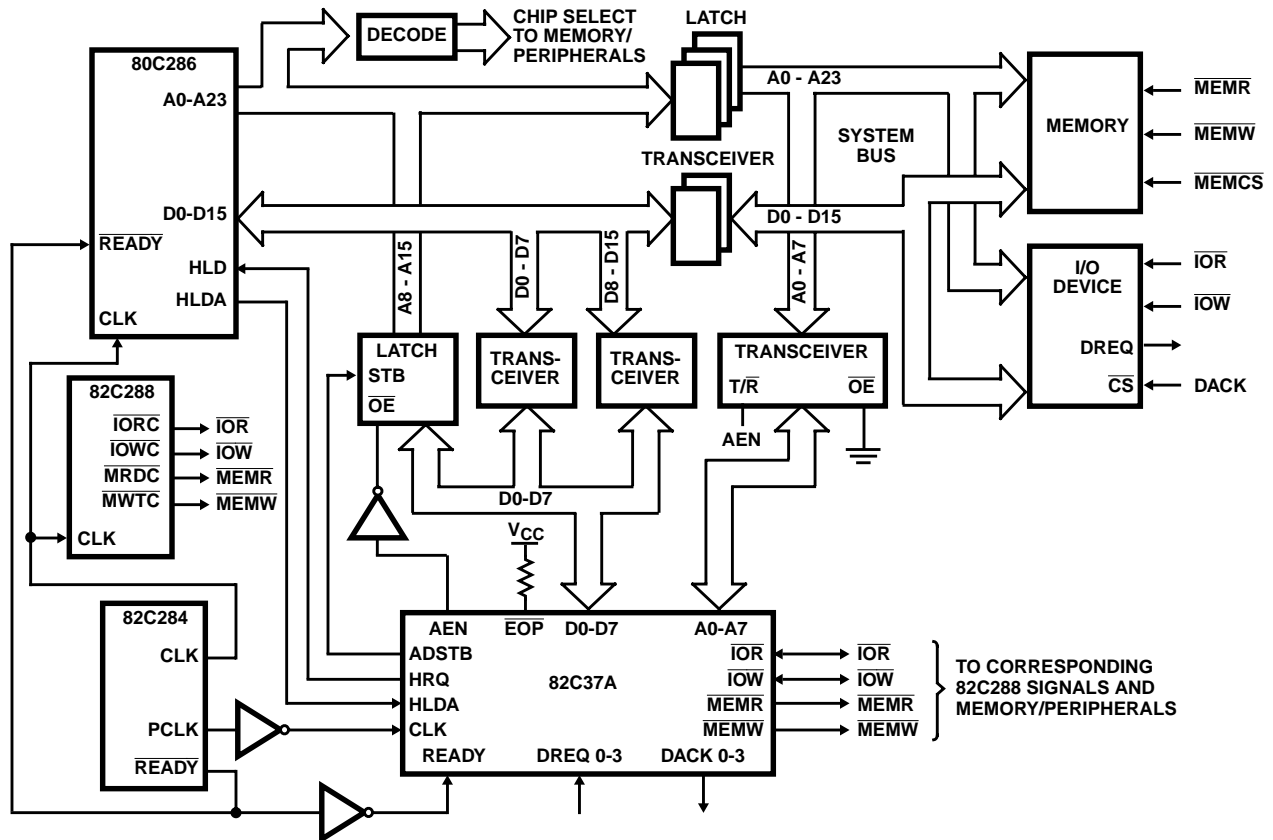 80C286
A0-A23
D0-D15
READY
HLD
HLDA
CLK
DECODE
CHIP SELECT
TO MEMORY/
PERIPHERALS
LATCH
A0 - A23
TRANSCEIVER
SYSTEM
BUS
D0 - D15
MEMORY
MEMR
MEMW
MEMCS
I/O
DEVICE
DREQ
CS
IOR
IOW
DACK
A8 - A15
D0 - D7
D8 - D15
A0 - A7
LATCH
STB
OE
TRANS-
CEIVER
TRANS-
CEIVER
TRANSCEIVER
T/R
OE
AEN
82C288
IORC
IOWC
MRDC
MWTC
CLK
IOR
IOW
MEMR
MEMW
D0-D7
VCC
82C284
CLK
PCLK
READY
AEN
EOP
D0-D7
A0-A7
ADSTB
HRQ
HLDA
CLK
READY
82C37A
DREQ 0-3
DACK 0-3
IOR
IOW
MEMR
MEMW
IOR
IOW
MEMR
MEMW
TO CORRESPONDING
82C288 SIGNALS AND
MEMORY/PERIPHERALS